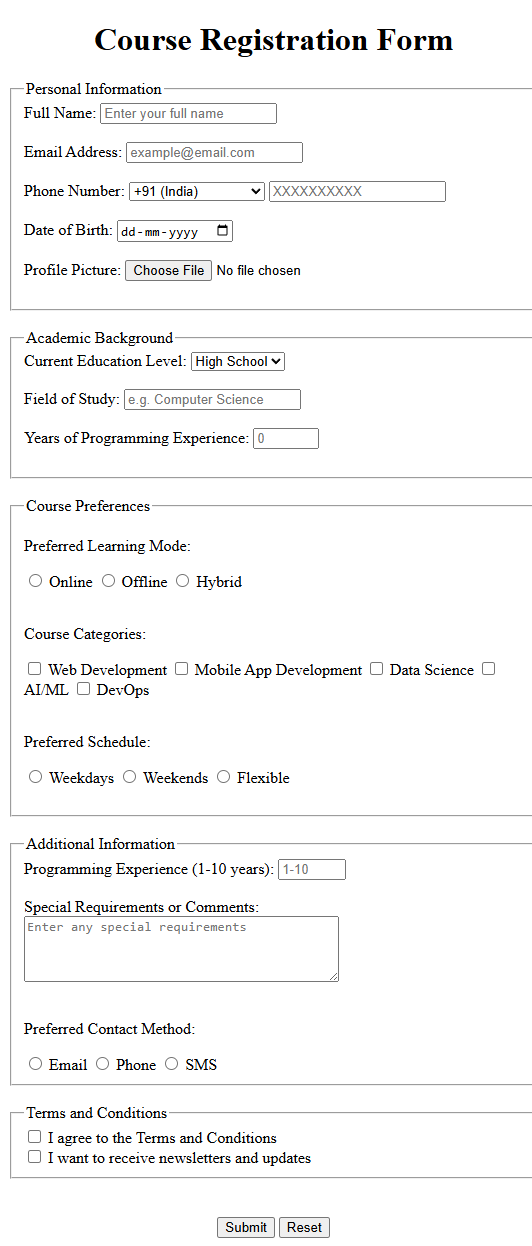 Course Registration Form
Personal Information
Full Name: Enter your full name
Email Address: example@email.com
Phone Number: +91 (India) XXXXXXXXXX
Date of Birth: dd-mm-yyyy
Profile Picture: Choose File No file chosen
Academic Background
Current Education Level: High School
Field of Study: e.g. Computer Science
Years of Programming Experience: 0
Course Preferences
Preferred Learning Mode:
Online Offline Hybrid
Course Categories:
Web Development Mobile App Development Data Science
AI/ML DevOps
Preferred Schedule:
Weekdays Weekends Flexible
Additional Information
Programming Experience (1-10 years): 1-10
Special Requirements or Comments:
Enter any special requirements
Preferred Contact Method:
Email Phone SMS
Terms and Conditions
I agree to the Terms and Conditions
I want to receive newsletters and updates
Submit Reset